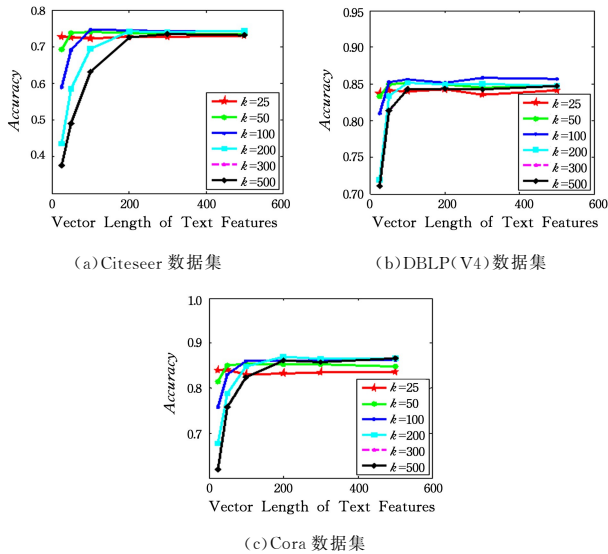 0.8
0.7
0.6
0.5
0.4
Accuracy
k=25
k=50
k=100
k=200
k=300
k=500
0 200 400 600
Vector Length of Text Features
(a)Citeseer 数据集
0.95
0.90
0.85
0.80
0.75
0.70
Accuracy
k=25
k=50
k=100
k=200
k=300
k=500
0 200 400 600
Vector Length of Text Features
(b)DBLP(V4)数据集
1.0
0.9
0.8
0.7
Accuracy
k=25
k=50
k=100
k=200
k=300
k=500
0 200 400 600
Vector Length of Text Features
(c)Cora 数据集